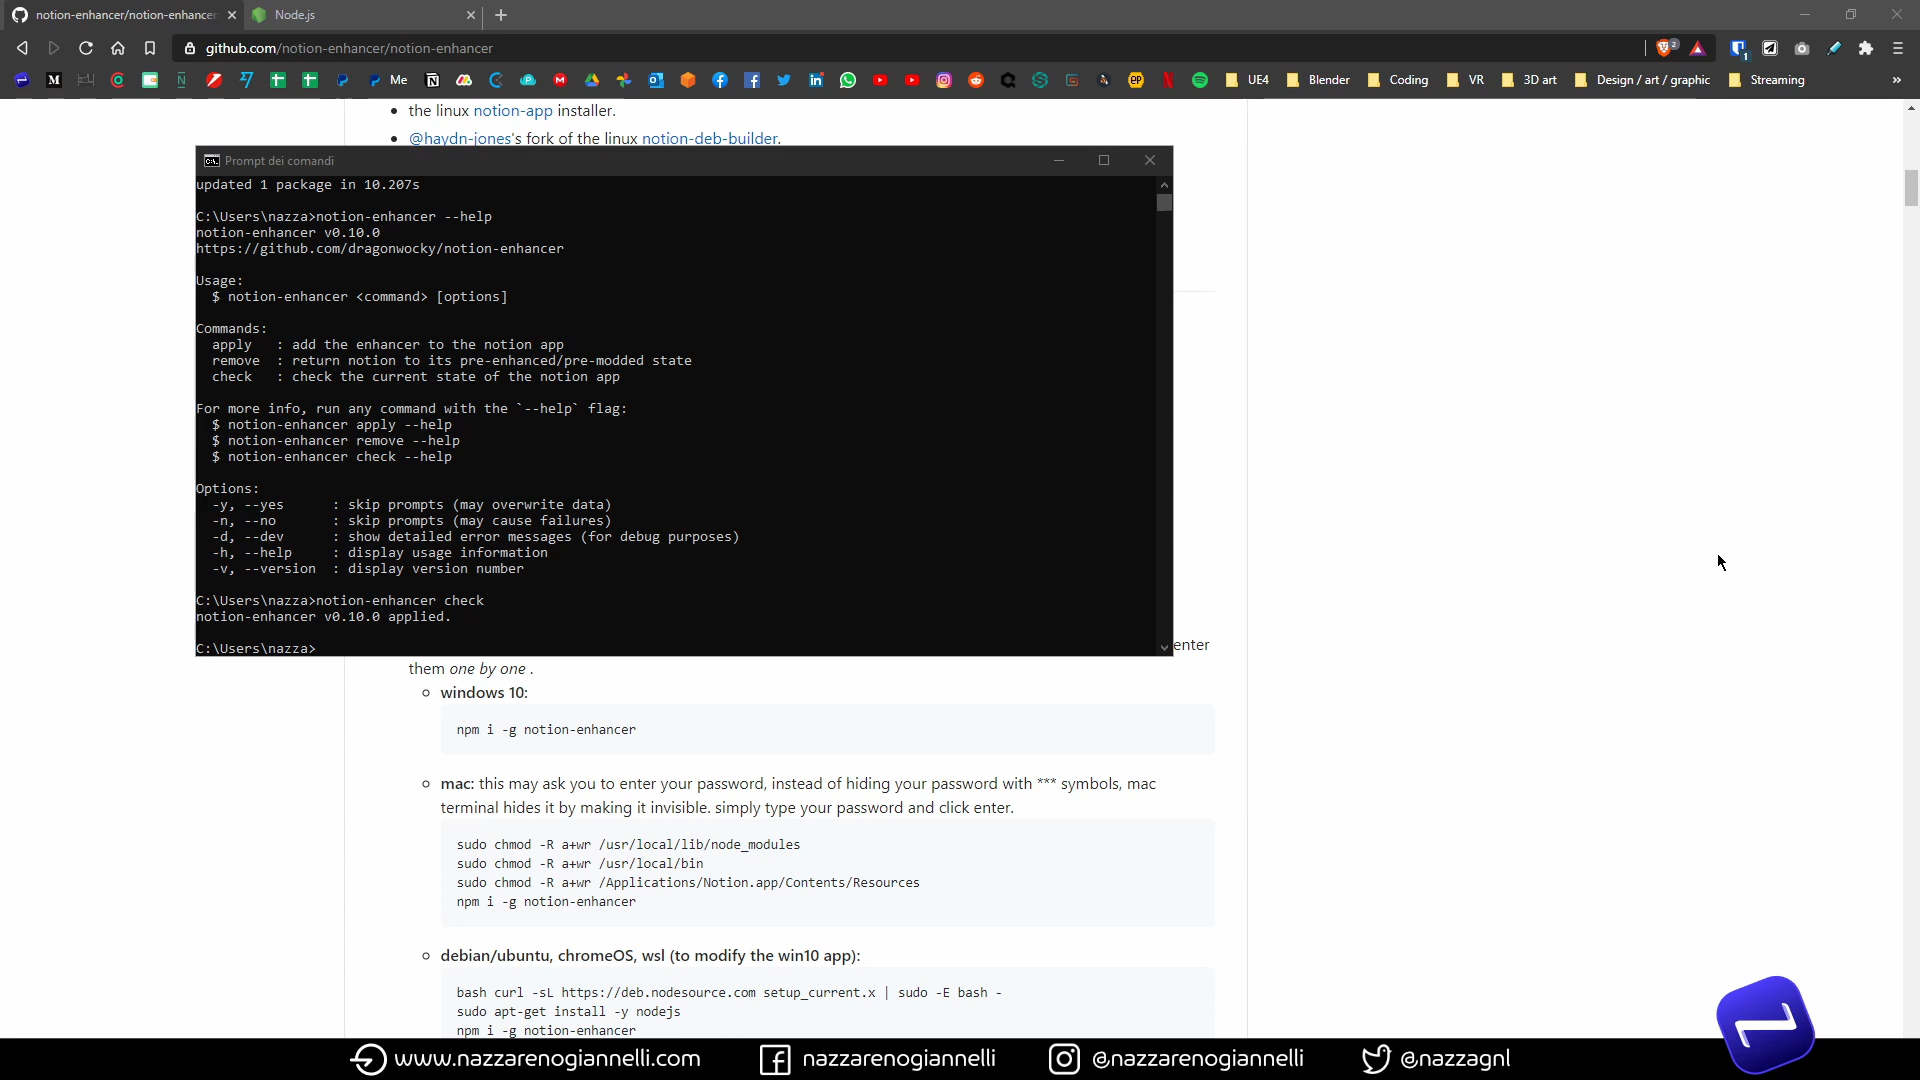 notion-enhancer/notion-enhancer
Node.js
github.com/notion-enhancer/notion-enhancer
2
1
Me
UE4
Blender
Coding
VR
3D art
Design / art / graphic
Streaming
the linux notion-app installer.
@haydn-jones's fork of the linux notion-deb-builder.
Prompt dei comandi
updated 1 package in 10.207s
C:\Users\nazza>notion-enhancer --help
notion-enhancer v0.10.0
https://github.com/dragonwocky/notion-enhancer
Usage:
$ notion-enhancer <command> [options]
Commands:
apply : add the enhancer to the notion app
remove : return notion to its pre-enhanced/pre-modded state
check : check the current state of the notion app
For more info, run any command with the `--help` flag:
$ notion-enhancer apply --help
$ notion-enhancer remove --help
$ notion-enhancer check --help
Options:
-y, --yes : skip prompts (may overwrite data)
-n, --no : skip prompts (may cause failures)
-d, --dev : show detailed error messages (for debug purposes)
-h, --help : display usage information
-v, --version : display version number
C:\Users\nazza>notion-enhancer check
notion-enhancer v0.10.0 applied.
C:\Users\nazza>
enter
them one by one .
windows 10:
npm i -g notion-enhancer
mac: this may ask you to enter your password, instead of hiding your password with *** symbols, mac
terminal hides it by making it invisible. simply type your password and click enter.
sudo chmod -R a+wr /usr/local/lib/node_modules
sudo chmod -R a+wr /usr/local/bin
sudo chmod -R a+wr /Applications/Notion.app/Contents/Resources
npm i -g notion-enhancer
debian/ubuntu, chromeOS, wsl (to modify the win10 app):
bash curl -sL https://deb.nodesource.com setup_current.x | sudo -E bash -
sudo apt-get install -y nodejs
npm i -g notion-enhancer
www.nazzarenogiannelli.com
nazzarenogiannelli
@nazzarenogiannelli
@nazzagnl